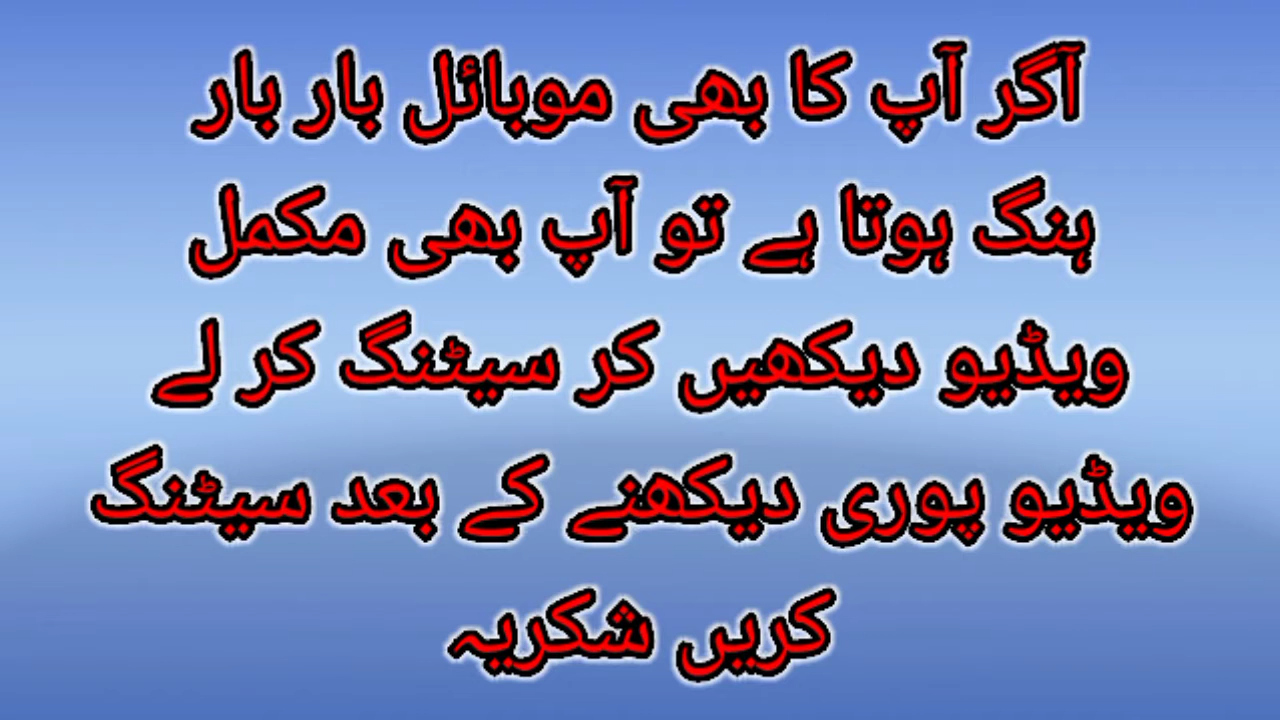 آگر آپ کا بھی موبائل بار بار
ہنگ ہوتا ہے تو آپ بھی مکمل
ویڈیو دیکھیں کر سیٹنگ کر لے
ویڈیو پوری دیکھنے کے بعد سیٹنگ
کریں شکریہ